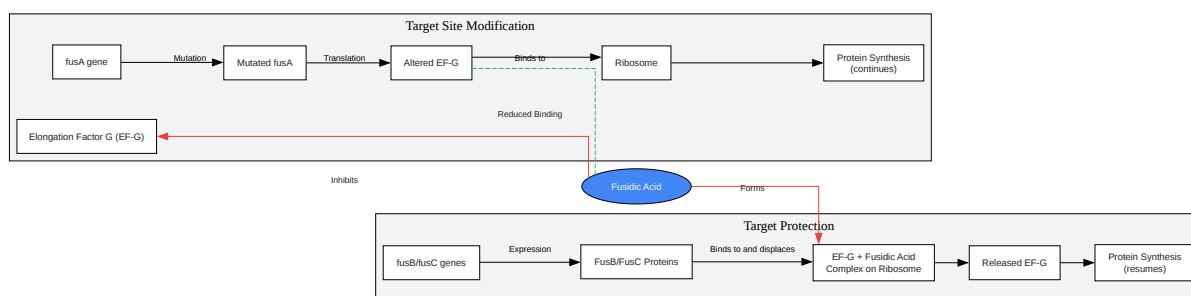 Target Site Modification
fusA gene
Mutation
Mutated fusA
Translation
Altered EF-G
Binds to
Ribosome
Protein Synthesis
(continues)
Reduced Binding
Elongation Factor G (EF-G)
Inhibits
Fusidic Acid
Forms
Target Protection
fusB/fusC genes
Expression
FusB/FusC Proteins
Binds to and displaces
EF-G + Fusidic Acid
Complex on Ribosome
Released EF-G
Protein Synthesis
(resumes)